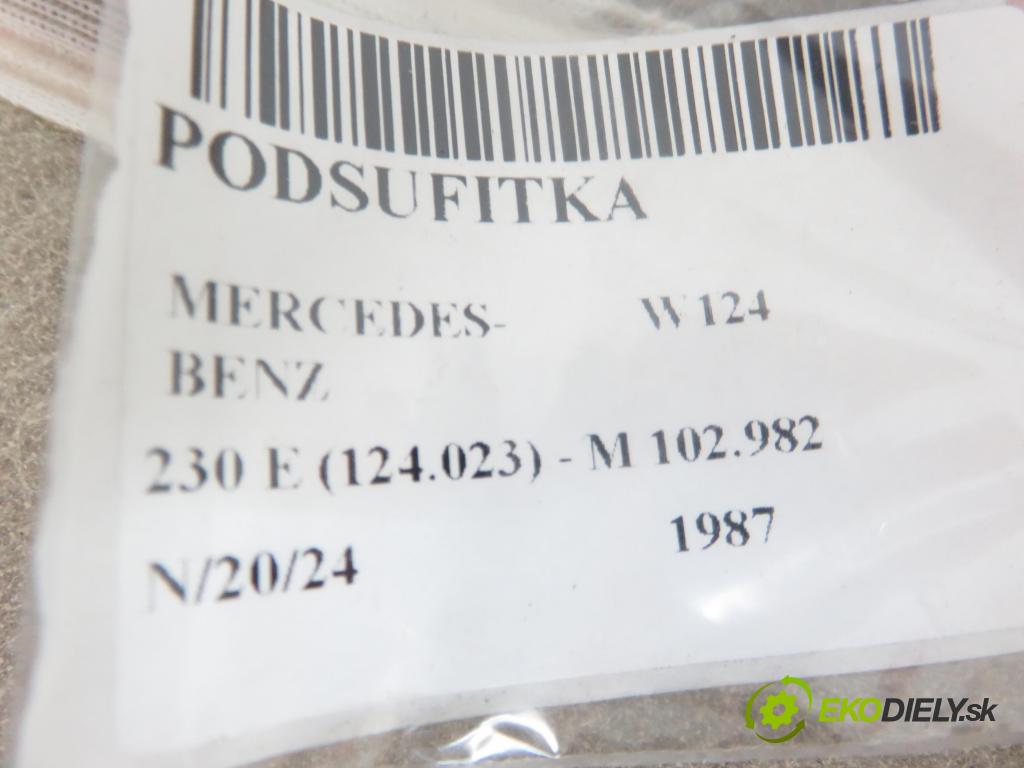 PODSUFITKA
MERCEDES- W124
BENZ
230 E (124.023) - M 102.982
N/20/24 1987
EKODIELY.sk